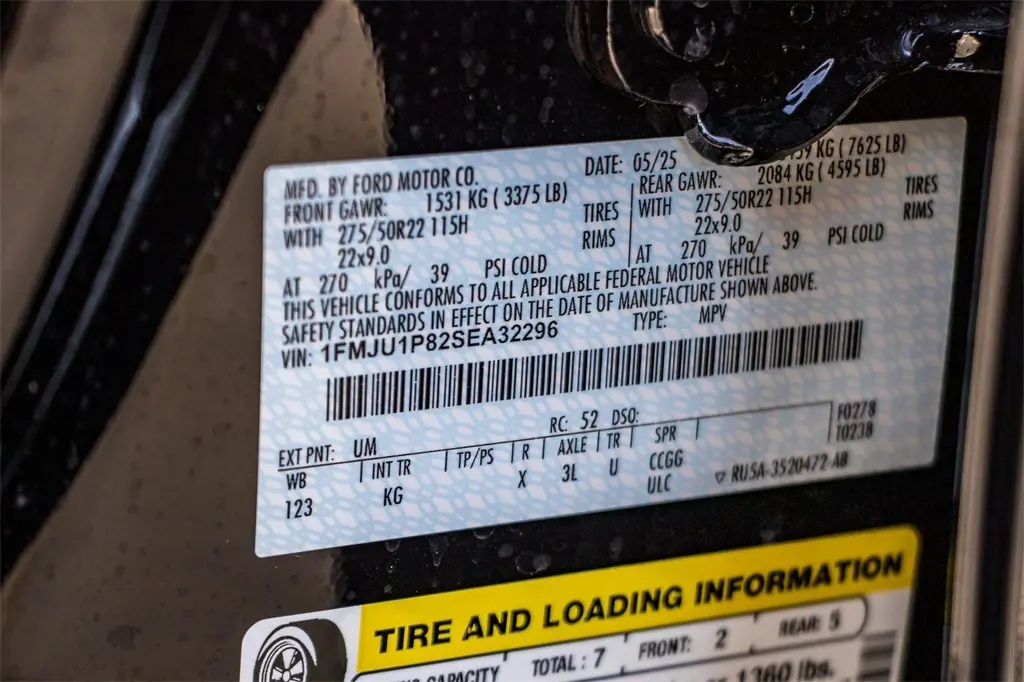 MFD. BY FORD MOTOR CO.
DATE: 05/25
KG ( 7625 LB)
FRONT GAWR: 1531 KG ( 3375 LB)
REAR GAWR: 2084 KG ( 4595 LB)
WITH 275/50R22 115H TIRES
WITH 275/50R22 115H TIRES
22x9.0 RIMS
22x9.0 RIMS
AT 270 kPa/ 39 PSI COLD
AT 270 kPa/ 39 PSI COLD
THIS VEHICLE CONFORMS TO ALL APPLICABLE FEDERAL MOTOR VEHICLE
SAFETY STANDARDS IN EFFECT ON THE DATE OF MANUFACTURE SHOWN ABOVE.
VIN: 1FMJU1P82SEA32296 TYPE: MPV
EXT PNT: UM RC: 52 DSO: F0278
WB INT TR TP/PS R AXLE TR SPR T0238
123 KG X 3L U CCGG
ULC ▽ RU5A-3520472-AB
TIRE AND LOADING INFORMATION
CAPACITY TOTAL : 7 FRONT: 2 REAR: 5
1360 lbs.